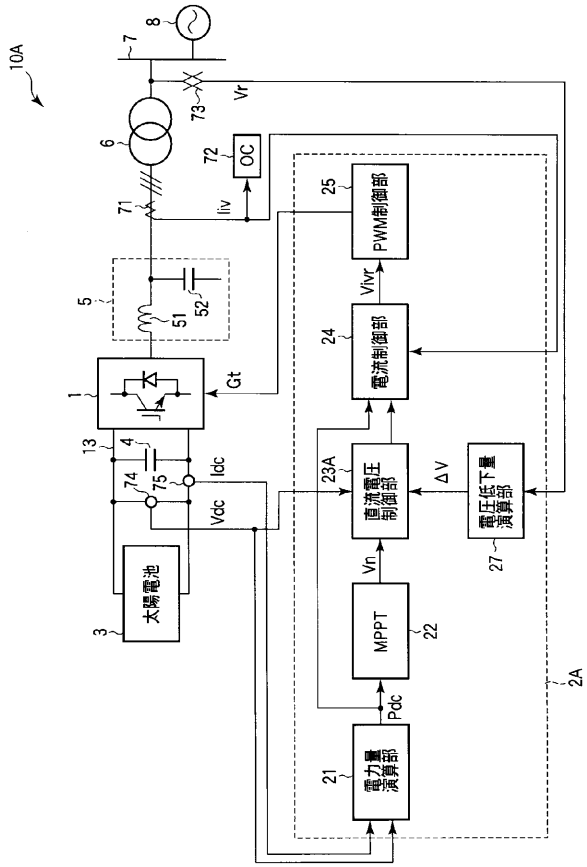 10A
8
7
6
73
Vr
72
OC
71
Iiv
5
51
52
1
Gt
13
4
74
75
Idc
Vdc
3
太陽電池
25
PWM制御部
Vivr
24
電流制御部
23A
直流電圧
制御部
ΔV
電圧低下量
演算部
27
Vn
MPPT
22
Pdc
21
電力量
演算部
2A